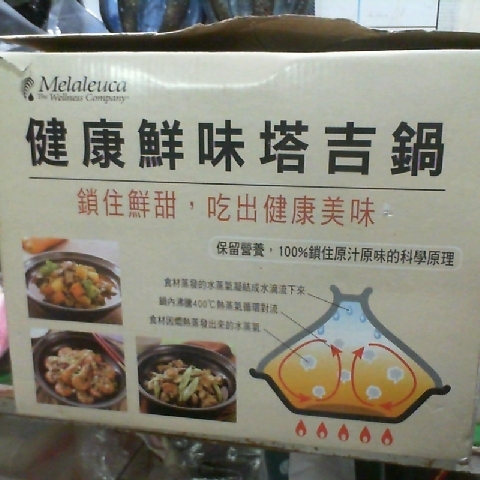 Melaleuca
The Wellness Company
健康鮮味塔吉鍋
鎖住鮮甜，吃出健康美味
保留營養，100%鎖住原汁原味的科學原理
食材蒸發的水蒸氣凝結成水滴流下來
鍋內沸騰400℃熱蒸氣循環對流
食材因燜熱蒸發出來的水蒸氣